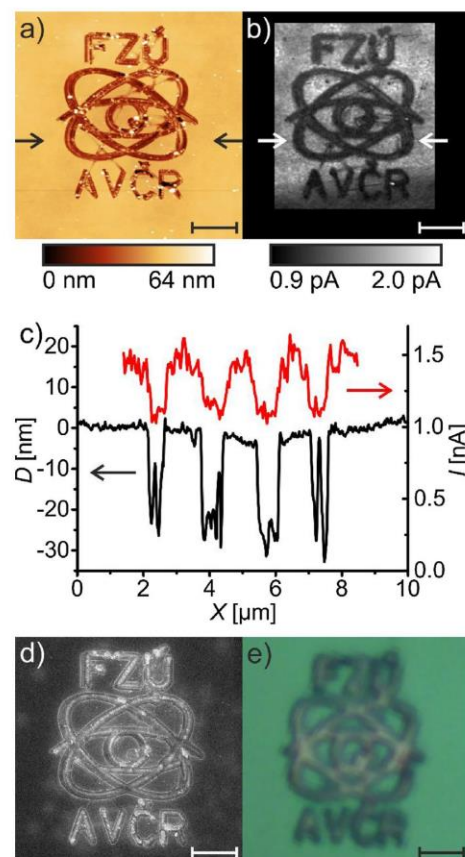 a)
FZÚ
AVČR
b)
FZÚ
AVČR
0 nm 64 nm
0.9 pA 2.0 pA
c)
20
10
0
-10
-20
-30
D [nm]
1.5
1.0
0.5
0.0
I [nA]
0 2 4 6 8 10
X [µm]
d)
FZÚ
AVČR
e)
FZÚ
AVČR